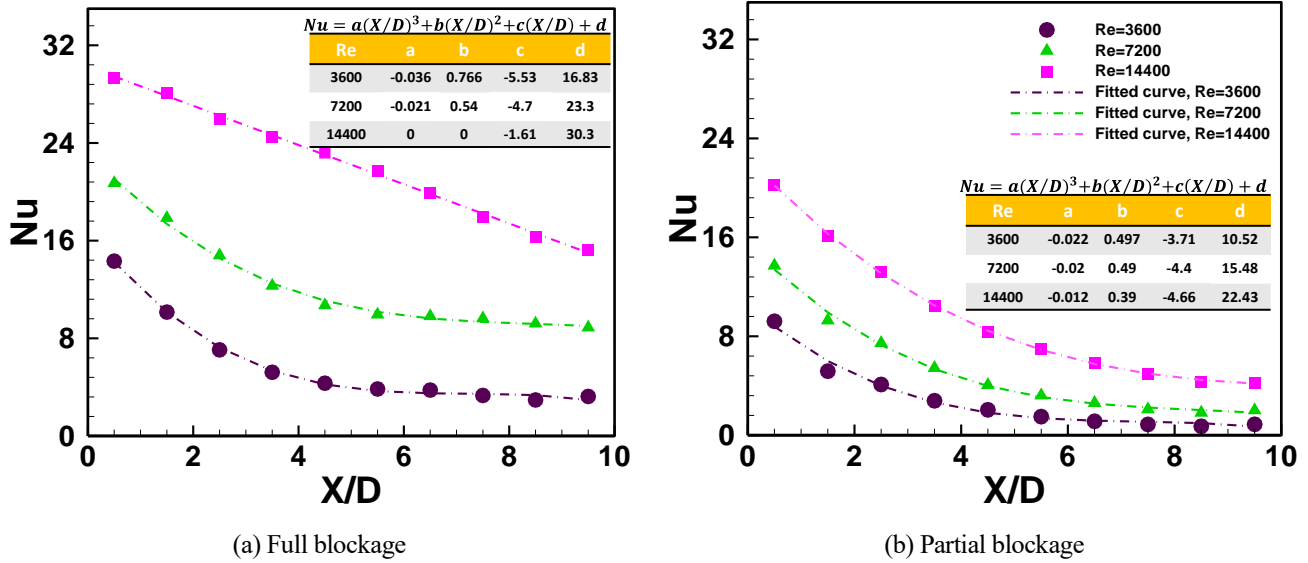 Nu = a(X/D)³+b(X/D)²+c(X/D) + d
Re a b c d
3600 -0.036 0.766 -5.53 16.83
7200 -0.021 0.54 -4.7 23.3
14400 0 0 -1.61 30.3
32
24
16
8
0
Nu
0 2 4 6 8 10
X/D
(a) Full blockage
Re=3600
Re=7200
Re=14400
Fitted curve, Re=3600
Fitted curve, Re=7200
Fitted curve, Re=14400
Nu = a(X/D)³+b(X/D)²+c(X/D) + d
Re a b c d
3600 -0.022 0.497 -3.71 10.52
7200 -0.02 0.49 -4.4 15.48
14400 -0.012 0.39 -4.66 22.43
32
24
16
8
0
Nu
0 2 4 6 8 10
X/D
(b) Partial blockage